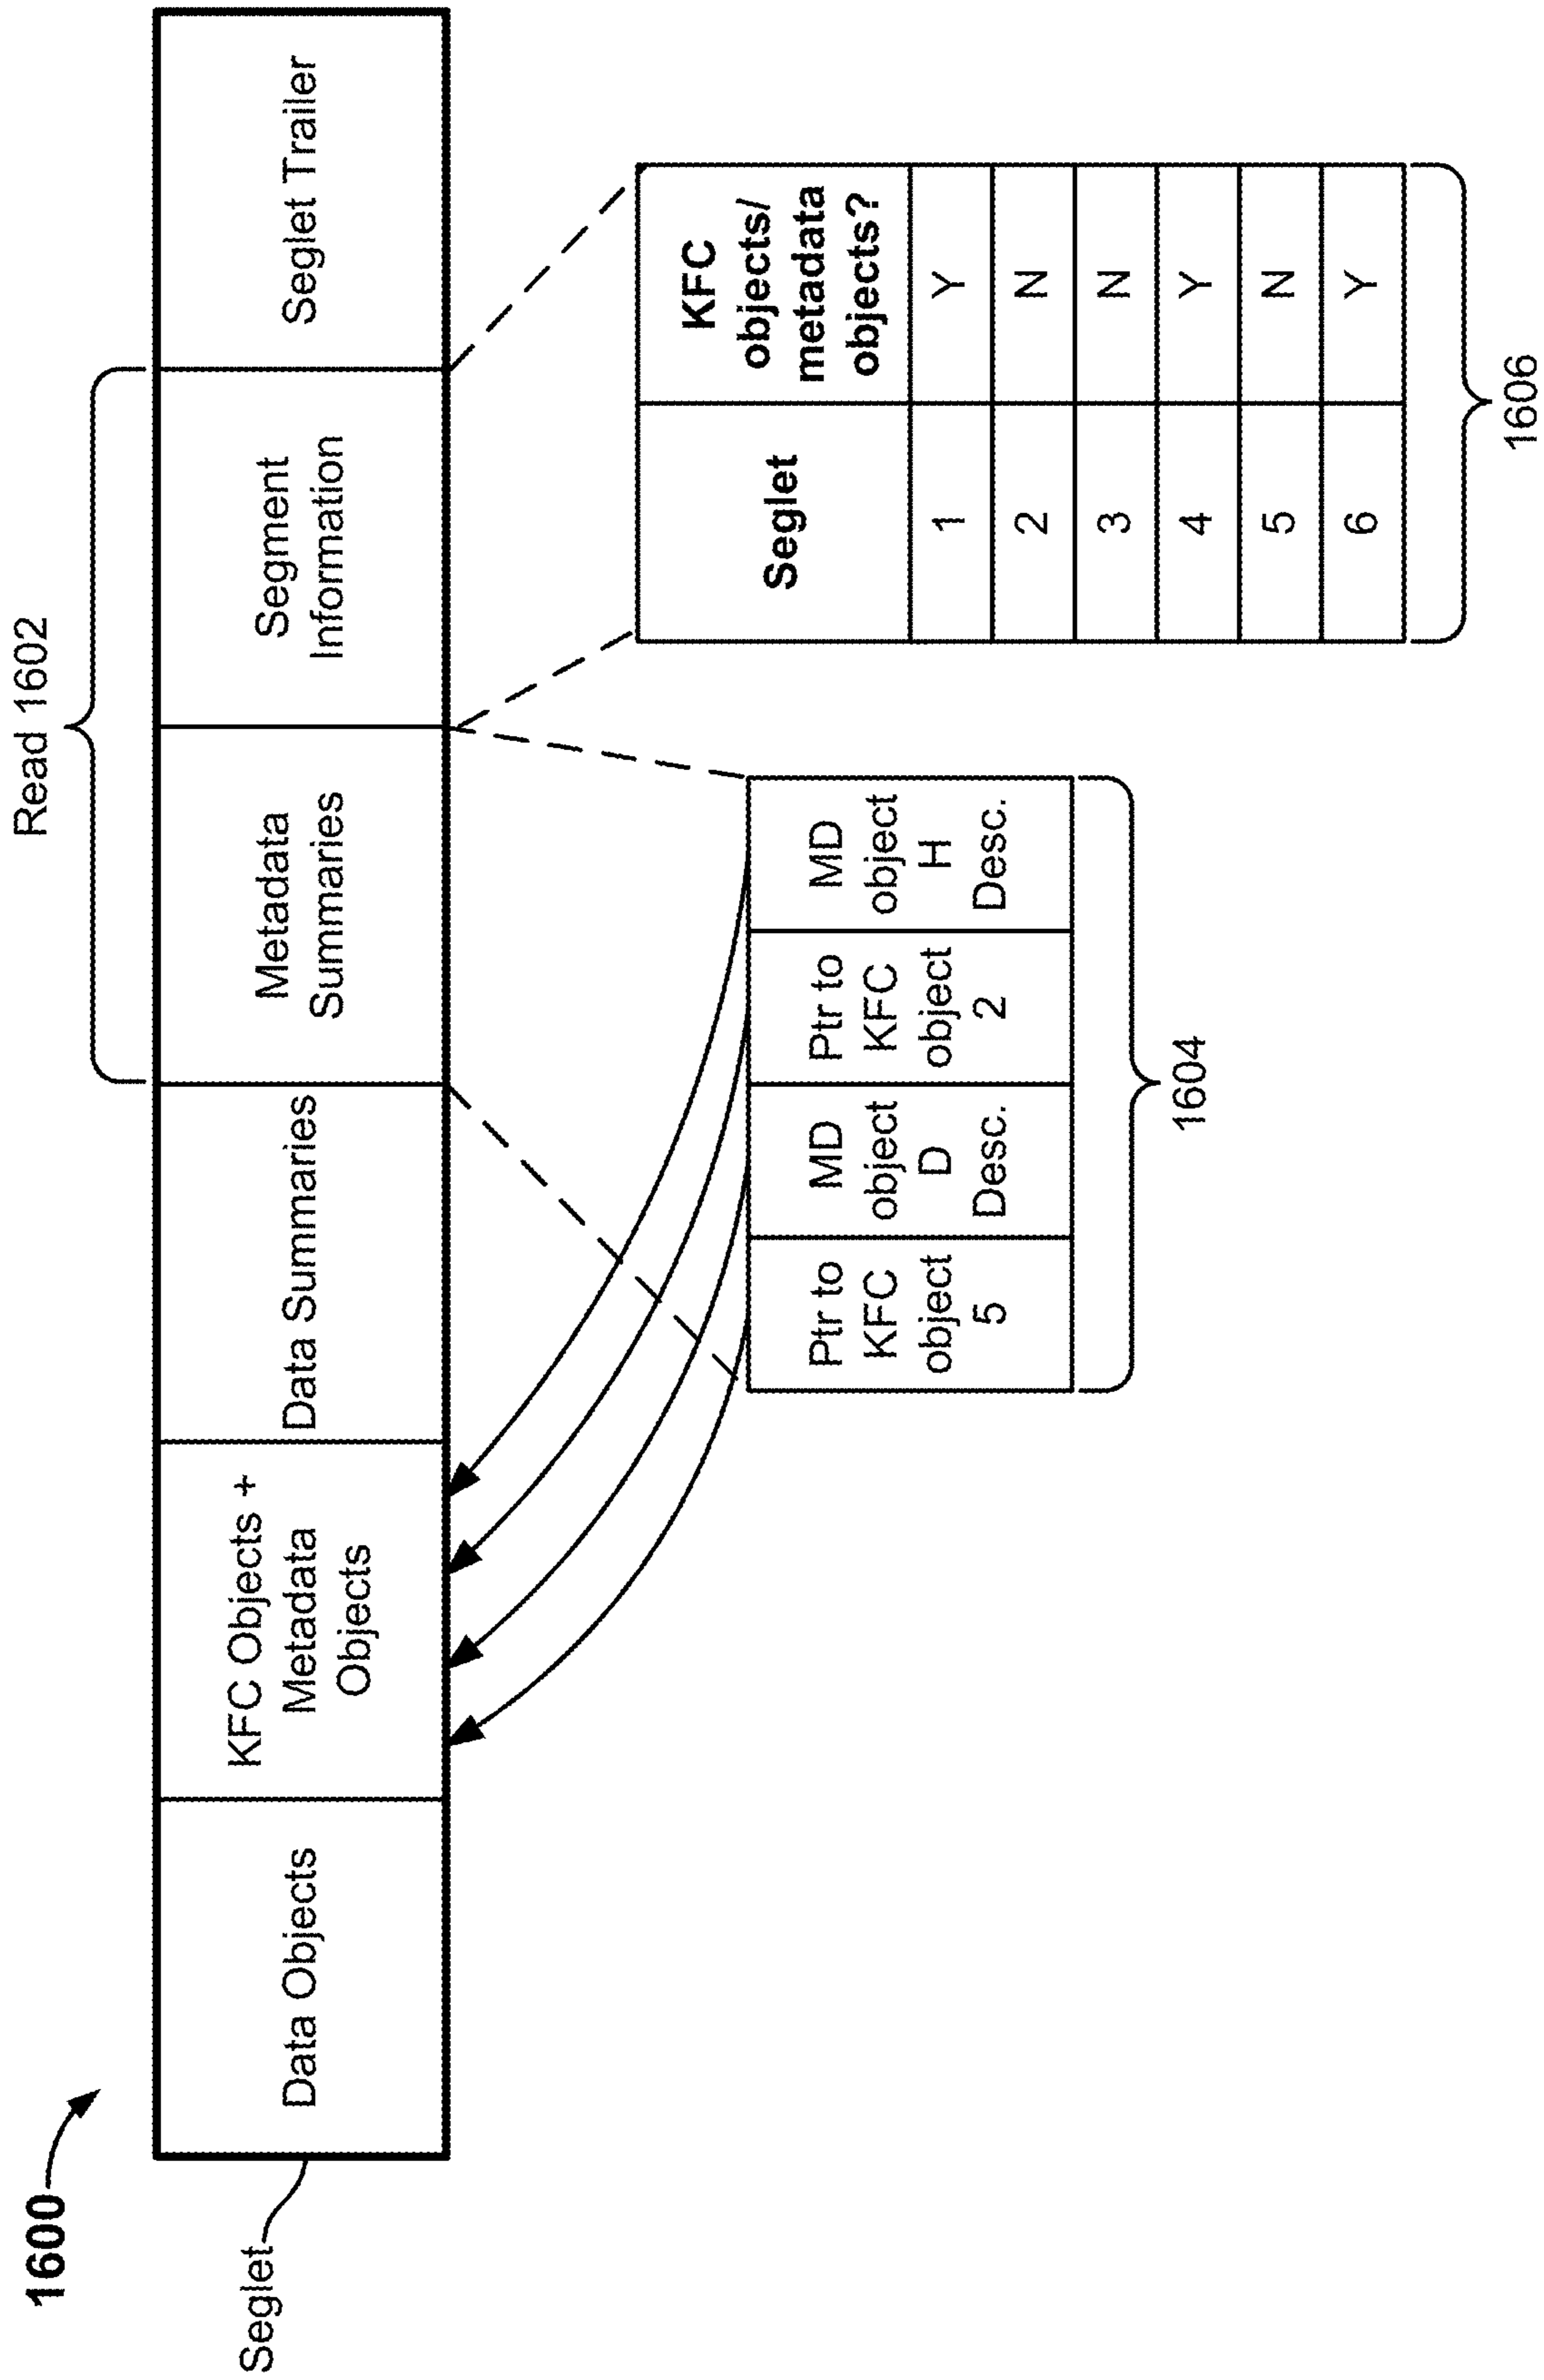 1600
Read 1602
Seglet
Data Objects
KFC Objects +
Metadata
Objects
Data Summaries
Metadata
Summaries
Segment
Information
Seglet Trailer
Ptr to
KFC
object
5
MD
object
D
Desc.
Ptr to
KFC
object
2
MD
object
H
Desc.
1604
Seglet
KFC
objects/
metadata
objects?
1 Y
2 N
3 N
4 Y
5 N
6 Y
1606